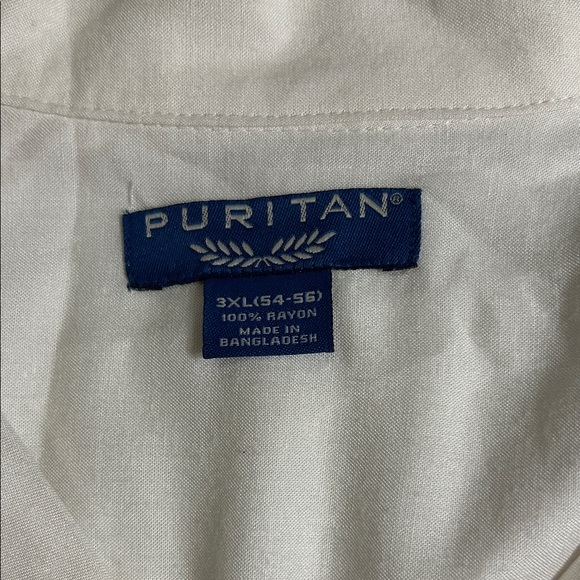 PURITAN®
3XL(54-56)
100% RAYON
MADE IN
BANGLADESH